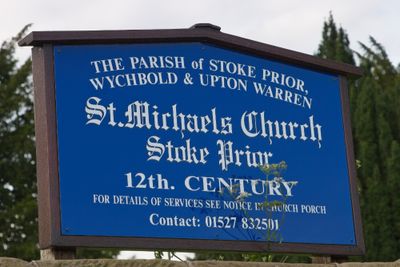 THE PARISH of STOKE PRIOR,
WYCHBOLD & UPTON WARREN
St.Michaels Church
Stoke Prior
12th. CENTURY
FOR DETAILS OF SERVICES SEE NOTICE IN CHURCH PORCH
Contact: 01527 832501